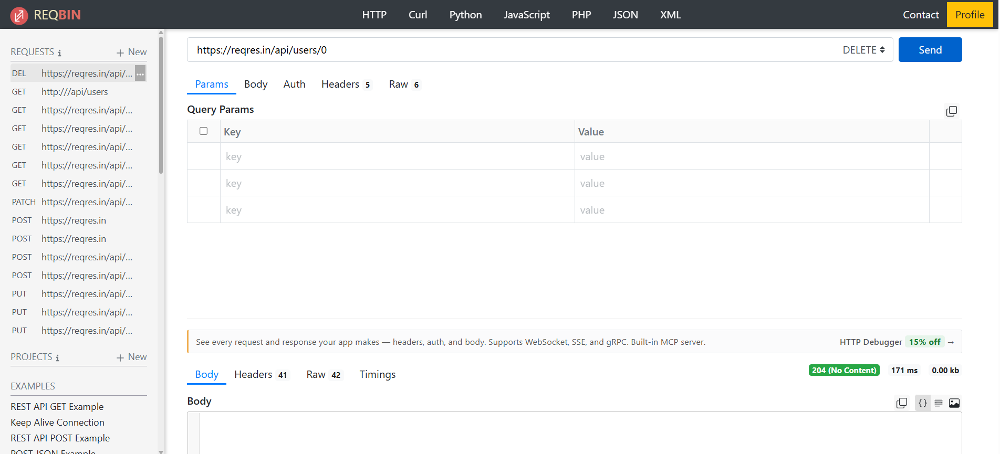 REQBIN
HTTP Curl Python JavaScript PHP JSON XML
Contact Profile
REQUESTS + New
DEL https://reqres.in/api/...
GET http:///api/users
GET https://reqres.in/api/...
GET https://reqres.in/api/...
GET https://reqres.in/api/...
GET https://reqres.in/api/...
GET https://reqres.in/api/...
PATCH https://reqres.in/api/...
POST https://reqres.in
POST https://reqres.in
POST https://reqres.in/api/...
POST https://reqres.in/api/...
PUT https://reqres.in/api/...
PUT https://reqres.in/api/...
PUT https://reqres.in/api/...
PROJECTS + New
EXAMPLES
REST API GET Example
Keep Alive Connection
REST API POST Example
POST JSON Example
https://reqres.in/api/users/0 DELETE Send
Params Body Auth Headers 5 Raw 6
Query Params
Key Value
key value
key value
key value
See every request and response your app makes — headers, auth, and body. Supports WebSocket, SSE, and gRPC. Built-in MCP server. HTTP Debugger 15% off →
Body Headers 41 Raw 42 Timings
204 (No Content) 171 ms 0.00 kb
Body
{}